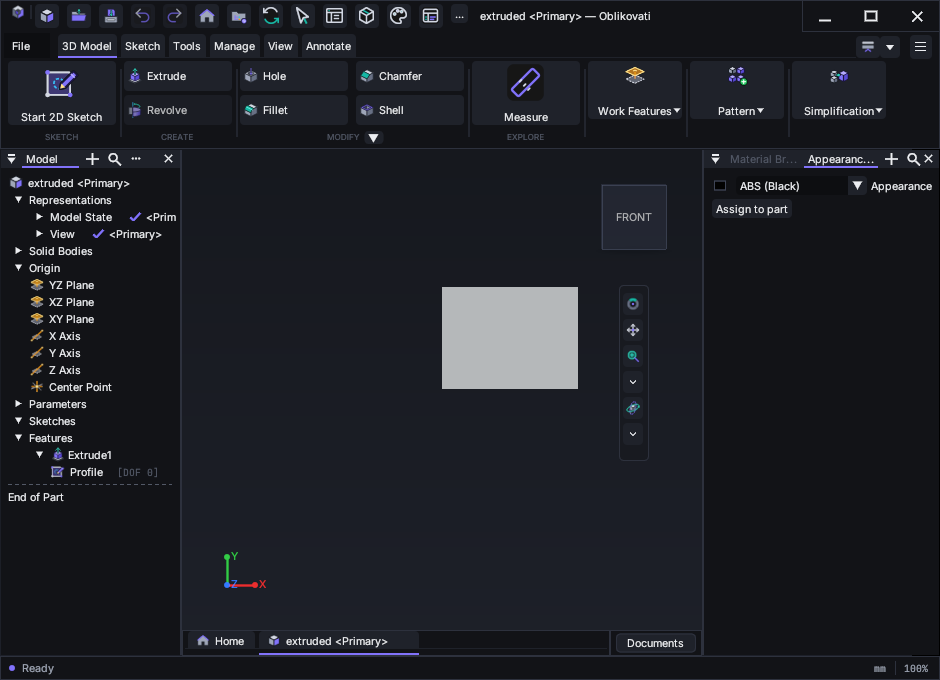 extruded <Primary> — Oblikovati
File 3D Model Sketch Tools Manage View Annotate
Extrude Hole Chamfer
Revolve Fillet Shell
Start 2D Sketch Measure Work Features Pattern Simplification
SKETCH CREATE MODIFY EXPLORE
Model
extruded <Primary>
Representations
Model State <Prim
View <Primary>
Solid Bodies
Origin
YZ Plane
XZ Plane
XY Plane
X Axis
Y Axis
Z Axis
Center Point
Parameters
Sketches
Features
Extrude1
Profile [DOF 0]
End of Part
FRONT
Y
Z X
Material Br... Appearanc...
ABS (Black) Appearance
Assign to part
Home extruded <Primary> Documents
Ready mm 100%